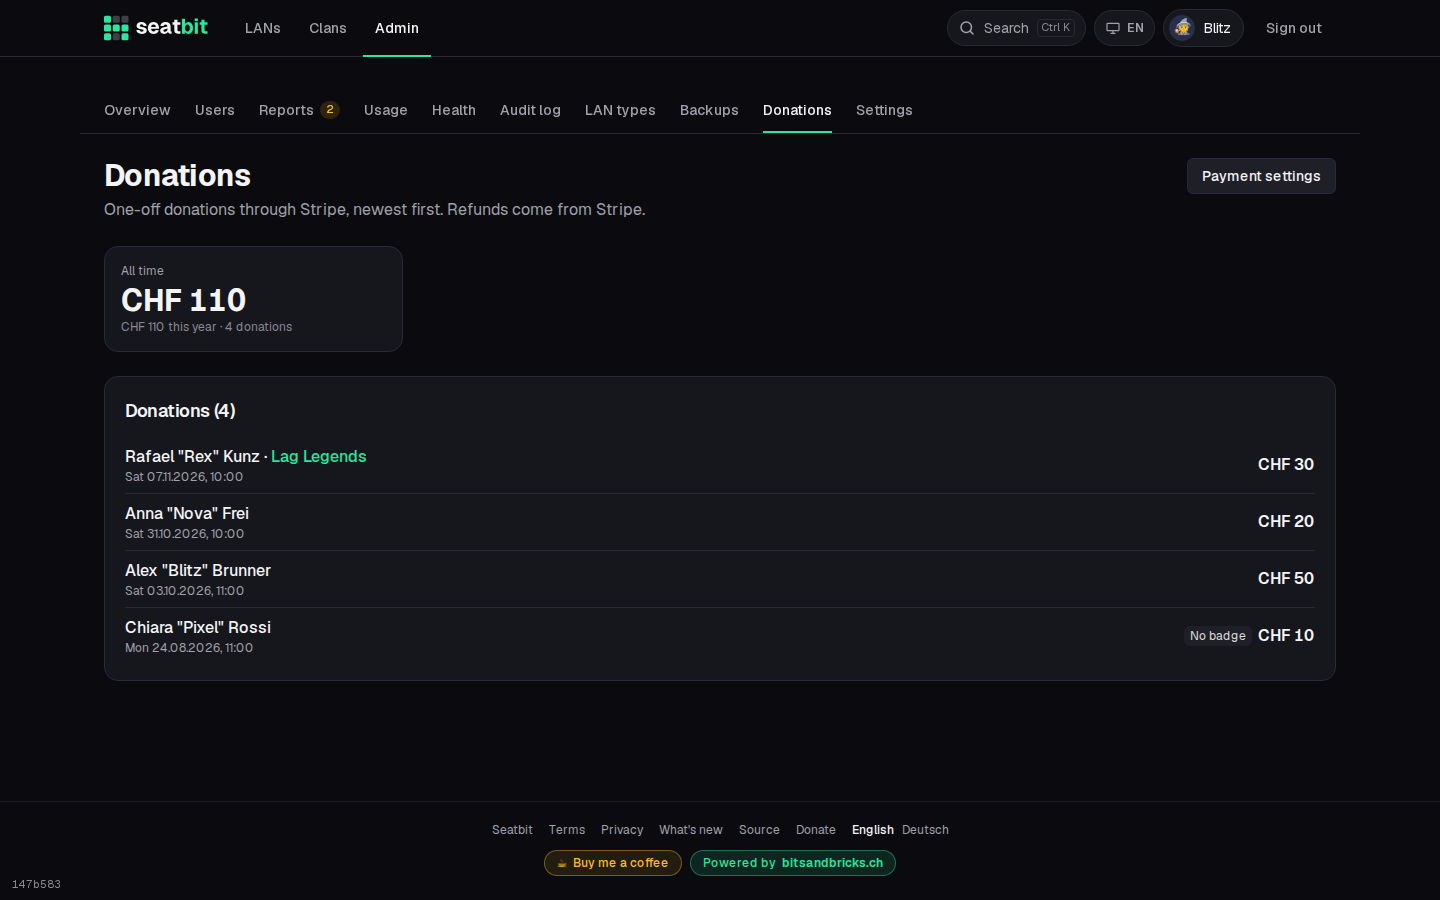 seatbit LANs Clans Admin Search Ctrl K EN Blitz Sign out
Overview Users Reports 2 Usage Health Audit log LAN types Backups Donations Settings
Donations
Payment settings
One-off donations through Stripe, newest first. Refunds come from Stripe.
All time
CHF 110
CHF 110 this year · 4 donations
Donations (4)
Rafael "Rex" Kunz · Lag Legends
Sat 07.11.2026, 10:00
CHF 30
Anna "Nova" Frei
Sat 31.10.2026, 10:00
CHF 20
Alex "Blitz" Brunner
Sat 03.10.2026, 11:00
CHF 50
Chiara "Pixel" Rossi
Mon 24.08.2026, 11:00
No badge CHF 10
Seatbit Terms Privacy What's new Source Donate English Deutsch
Buy me a coffee Powered by bitsandbricks.ch
147b583